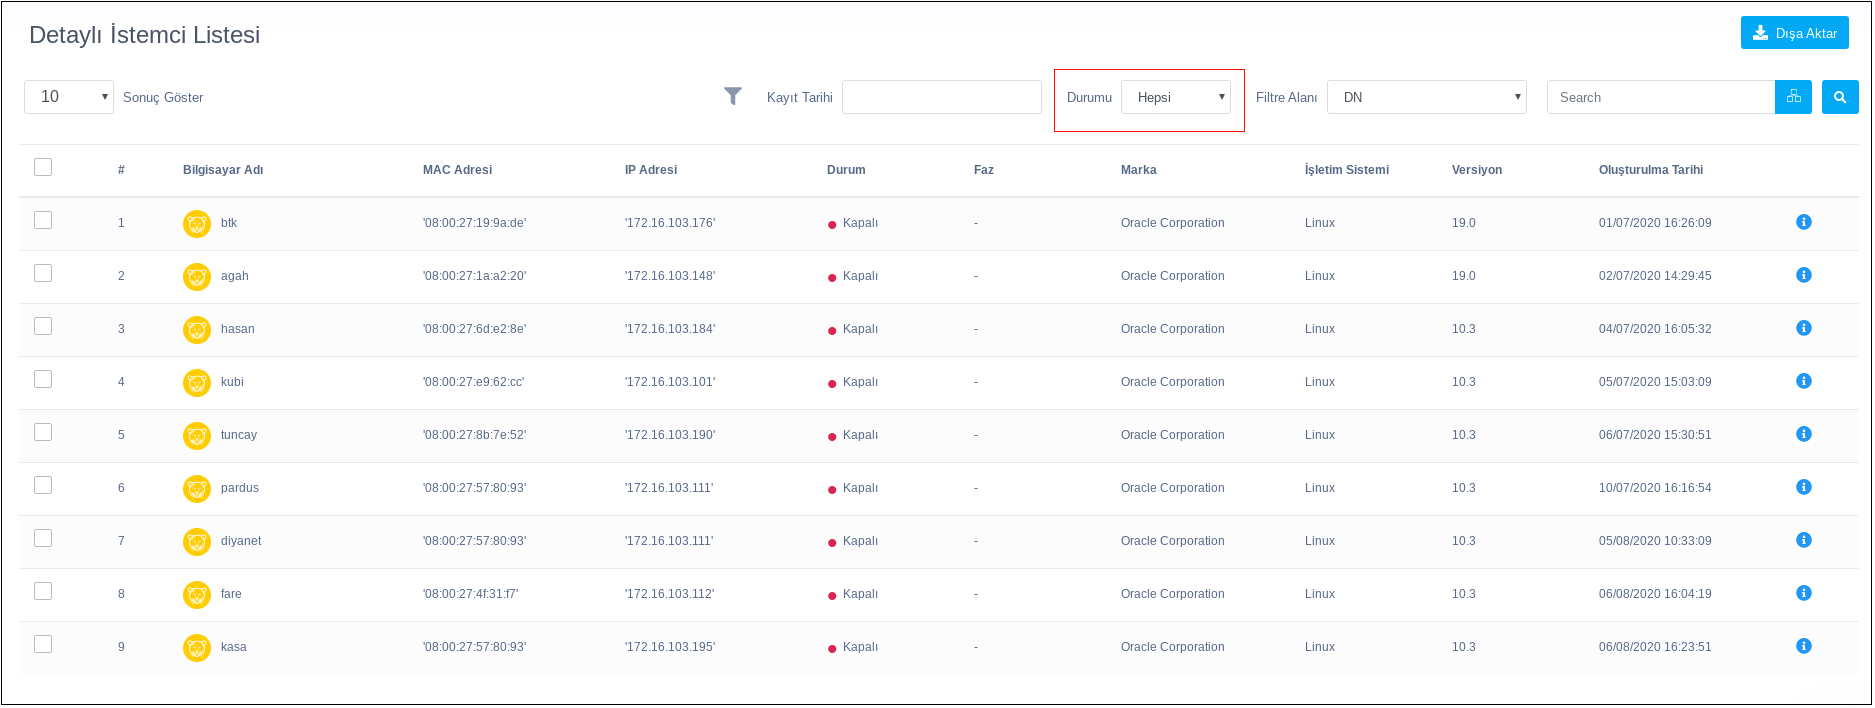 Detaylı İstemci Listesi
Dışa Aktar
10 Sonuç Göster Kayıt Tarihi Durumu Hepsi Filtre Alanı DN Search
# Bilgisayar Adı MAC Adresi IP Adresi Durum Faz Marka İşletim Sistemi Versiyon Oluşturulma Tarihi
1 btk '08:00:27:19:9a:de' '172.16.103.176' Kapalı - Oracle Corporation Linux 19.0 01/07/2020 16:26:09
2 agah '08:00:27:1a:a2:20' '172.16.103.148' Kapalı - Oracle Corporation Linux 19.0 02/07/2020 14:29:45
3 hasan '08:00:27:6d:e2:8e' '172.16.103.184' Kapalı - Oracle Corporation Linux 10.3 04/07/2020 16:05:32
4 kubi '08:00:27:e9:62:cc' '172.16.103.101' Kapalı - Oracle Corporation Linux 10.3 05/07/2020 15:03:09
5 tuncay '08:00:27:8b:7e:52' '172.16.103.190' Kapalı - Oracle Corporation Linux 10.3 06/07/2020 15:30:51
6 pardus '08:00:27:57:80:93' '172.16.103.111' Kapalı - Oracle Corporation Linux 10.3 10/07/2020 16:16:54
7 diyanet '08:00:27:57:80:93' '172.16.103.111' Kapalı - Oracle Corporation Linux 10.3 05/08/2020 10:33:09
8 fare '08:00:27:4f:31:f7' '172.16.103.112' Kapalı - Oracle Corporation Linux 10.3 06/08/2020 16:04:19
9 kasa '08:00:27:57:80:93' '172.16.103.195' Kapalı - Oracle Corporation Linux 10.3 06/08/2020 16:23:51